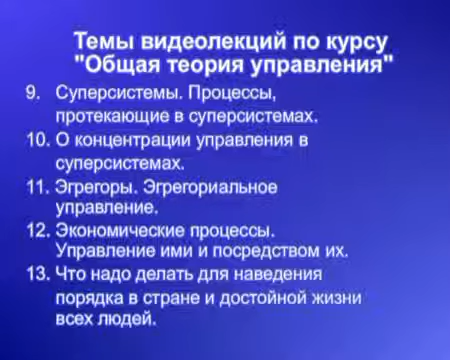 Темы видеолекций по курсу
"Общая теория управления"
9. Суперсистемы. Процессы,
протекающие в суперсистемах.
10. О концентрации управления в
суперсистемах.
11. Эгрегоры. Эгрегориальное
управление.
12. Экономические процессы.
Управление ими и посредством их.
13. Что надо делать для наведения
порядка в стране и достойной жизни
всех людей.